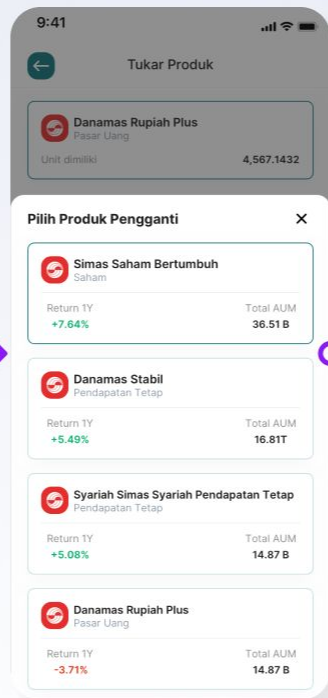 9:41
Tukar Produk
Danamas Rupiah Plus
Pasar Uang
Unit dimiliki 4,567.1432
Pilih Produk Pengganti
Simas Saham Bertumbuh
Saham
Return 1Y Total AUM
+7.64% 36.51 B
Danamas Stabil
Pendapatan Tetap
Return 1Y Total AUM
+5.49% 16.81T
Syariah Simas Syariah Pendapatan Tetap
Pendapatan Tetap
Return 1Y Total AUM
+5.08% 14.87 B
Danamas Rupiah Plus
Pasar Uang
Return 1Y Total AUM
-3.71% 14.87 B